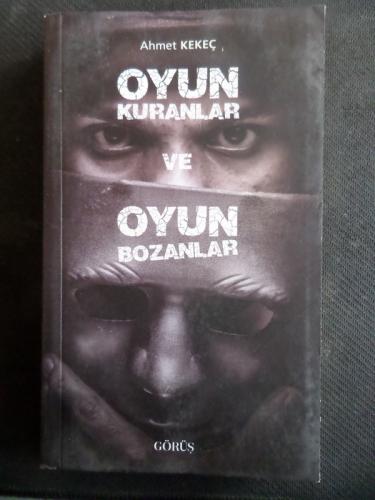 Ahmet KEKEÇ
OYUN
KURANLAR
VE
OYUN
BOZANLAR
GÖRÜŞ